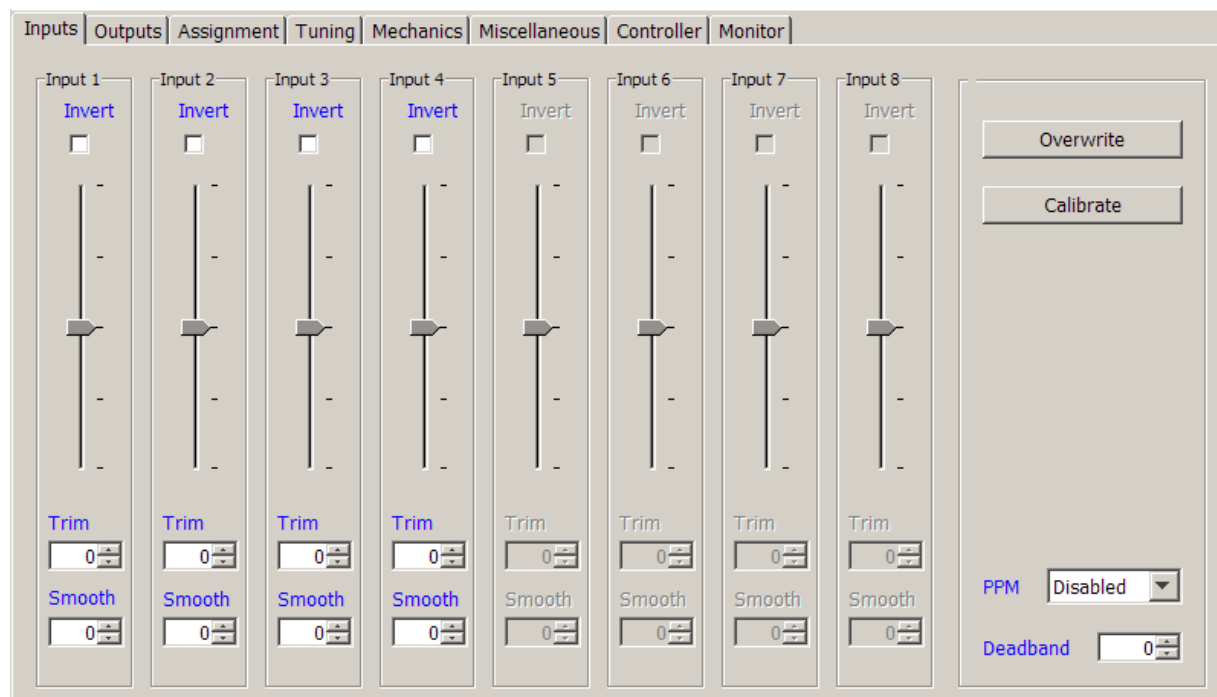 Inputs Outputs Assignment Tuning Mechanics Miscellaneous Controller Monitor
Input 1 Input 2 Input 3 Input 4 Input 5 Input 6 Input 7 Input 8
Invert Invert Invert Invert Invert Invert Invert Invert
Overwrite
Calibrate
Trim Trim Trim Trim Trim Trim Trim Trim
0 0 0 0 0 0 0 0
PPM Disabled
Smooth Smooth Smooth Smooth Smooth Smooth Smooth Smooth
0 0 0 0 0 0 0 0
Deadband 0